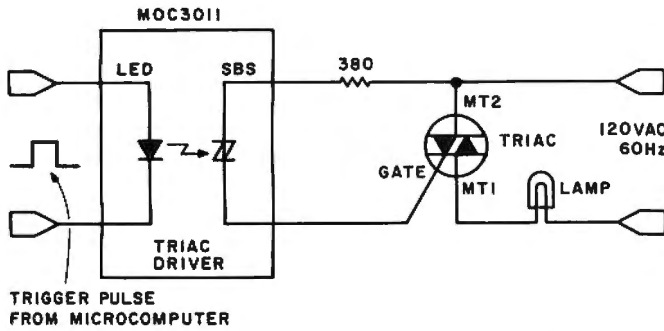 MOC3011
LED
SBS
380
MT2
TRIAC
120VAC
60Hz
GATE
MT1
LAMP
TRIAC
DRIVER
TRIGGER PULSE
FROM MICROCOMPUTER